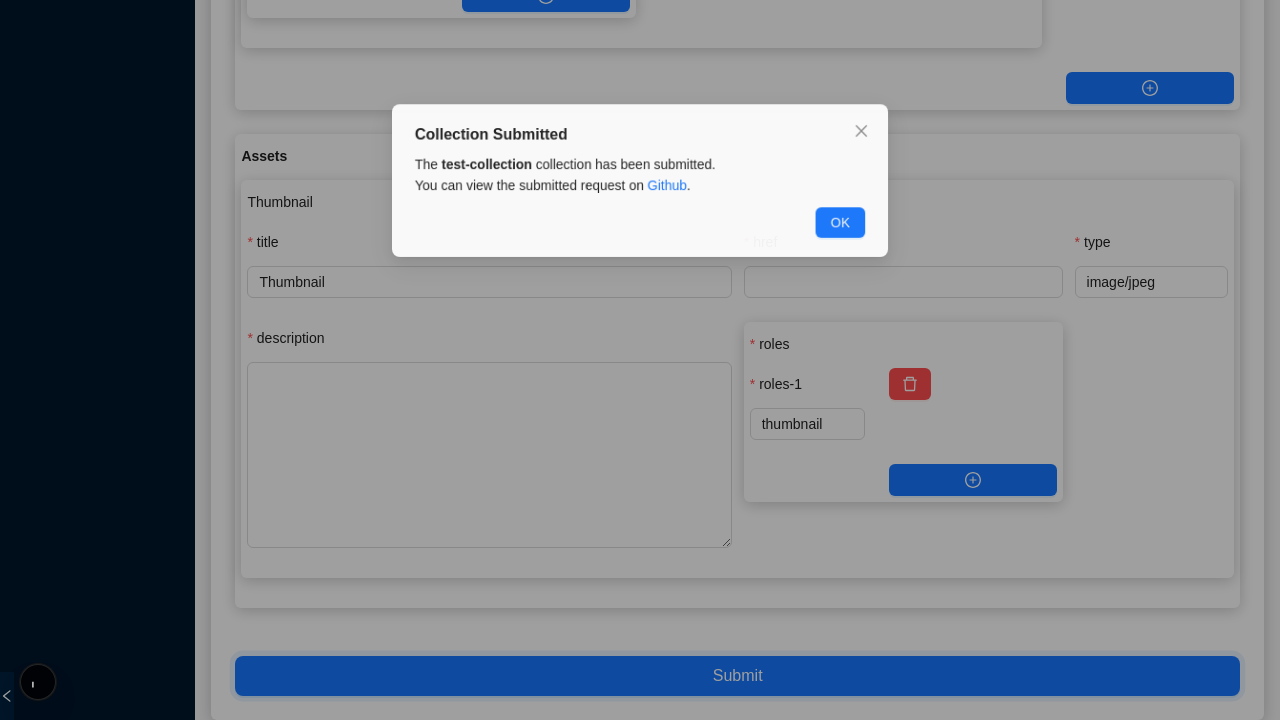 Collection Submitted
The test-collection collection has been submitted.
You can view the submitted request on Github.
OK
Assets
Thumbnail
* title
href
* type
Thumbnail
image/jpeg
* description
* roles
* roles-1
thumbnail
Submit